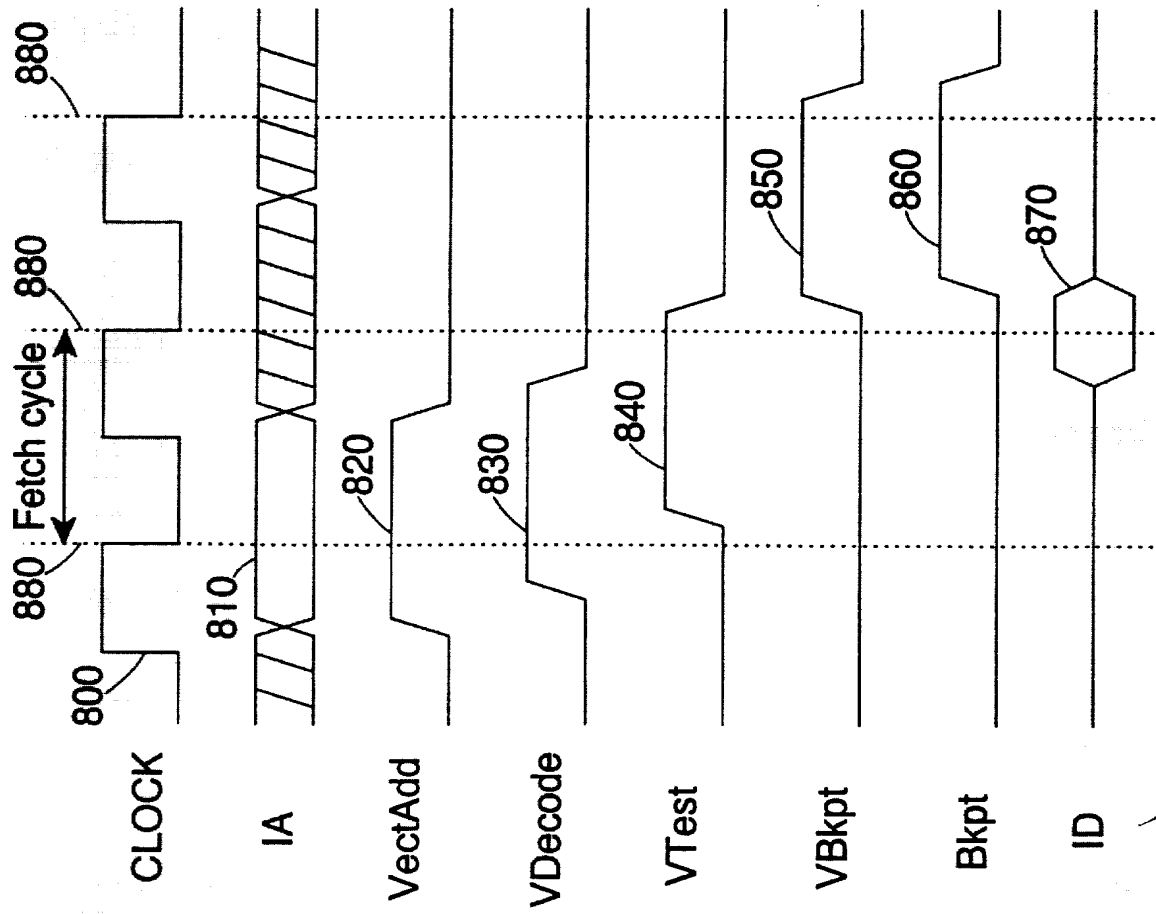 880 Fetch cycle 880 880
CLOCK 800
IA 810
VectAdd 820
VDecode 830
VTest 840
VBkpt 850
Bkpt 860
ID 870